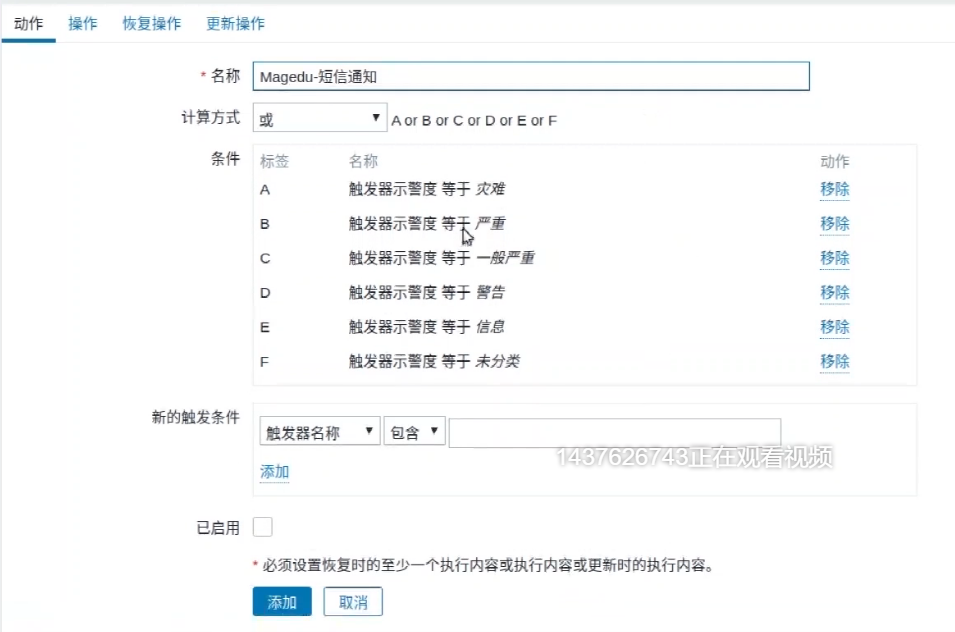 动作 操作 恢复操作 更新操作
* 名称 Magedu-短信通知
计算方式 或 A or B or C or D or E or F
条件 标签 名称 动作
A 触发器示警度 等于 灾难 移除
B 触发器示警度 等于 严重 移除
C 触发器示警度 等于 一般严重 移除
D 触发器示警度 等于 警告 移除
E 触发器示警度 等于 信息 移除
F 触发器示警度 等于 未分类 移除
新的触发条件 触发器名称 包含
1437626743正在观看视频
添加
已启用
* 必须设置恢复时的至少一个执行内容或执行内容或更新时的执行内容。
添加 取消